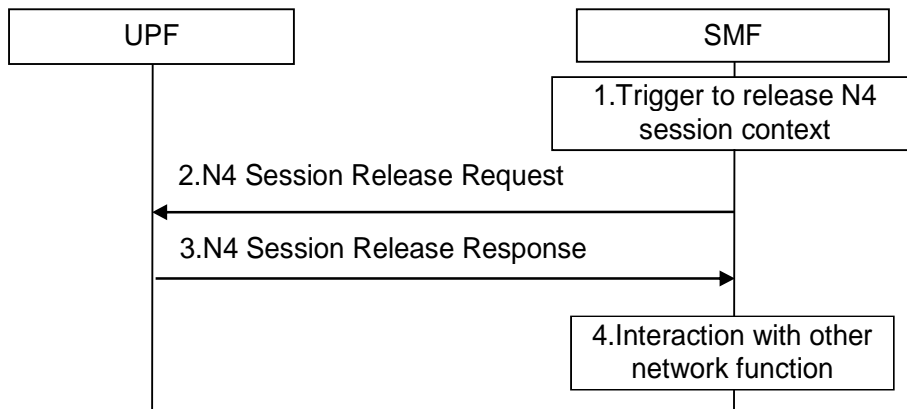 UPF
SMF
1.Trigger to release N4
session context
2.N4 Session Release Request
3.N4 Session Release Response
4.Interaction with other
network function